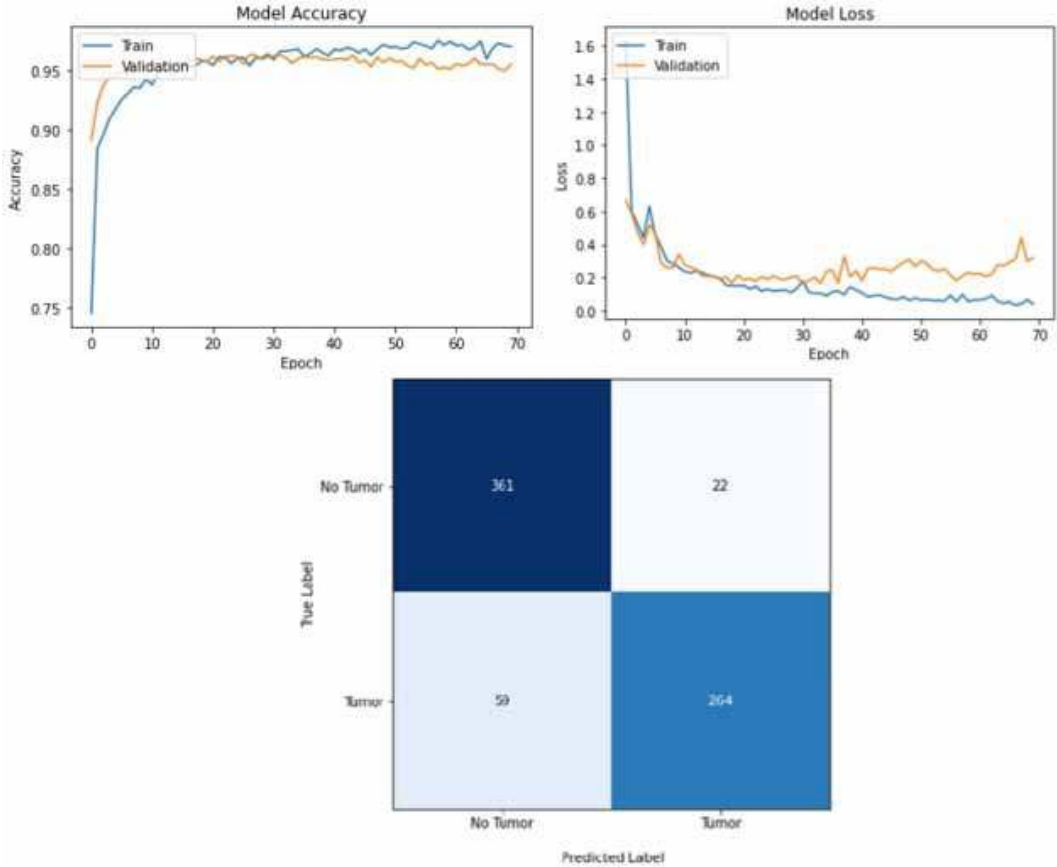 Model Accuracy
Train
Validation
0.95
0.90
0.85
0.80
0.75
Accuracy
0 10 20 30 40 50 60 70
Epoch
Model Loss
Train
Validation
1.6
1.4
1.2
1.0
0.8
0.6
0.4
0.2
0.0
Loss
0 10 20 30 40 50 60 70
Epoch
No Tumor
361 22
True Label
Tumor
59 264
No Tumor Tumor
Predicted Label